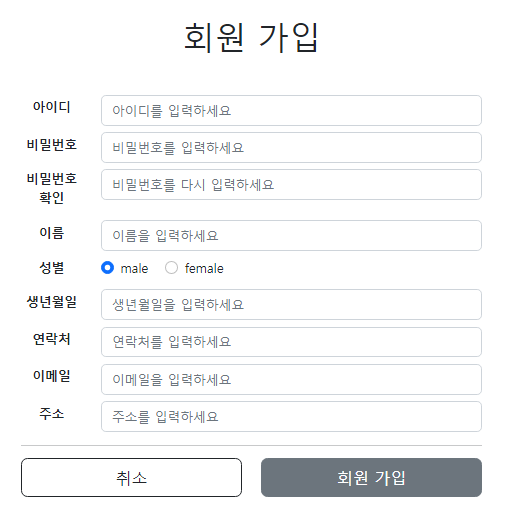 회원 가입
아이디 아이디를 입력하세요
비밀번호 비밀번호를 입력하세요
비밀번호 비밀번호를 다시 입력하세요
확인
이름 이름을 입력하세요
성별 male female
생년월일 생년월일을 입력하세요
연락처 연락처를 입력하세요
이메일 이메일을 입력하세요
주소 주소를 입력하세요
취소 회원 가입